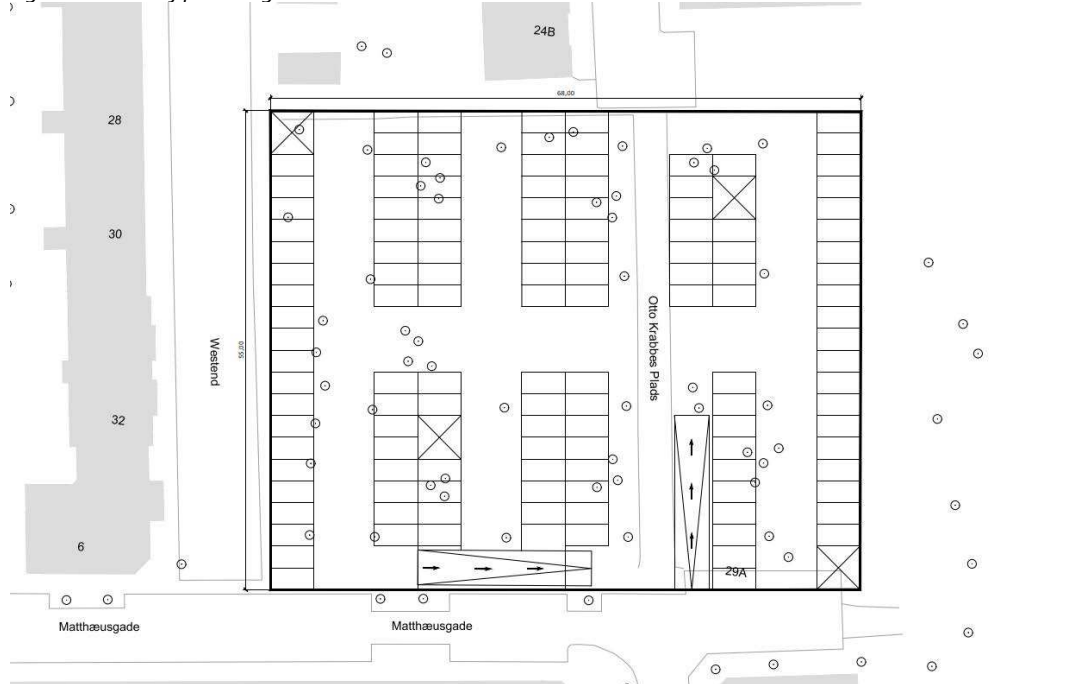 24B
68,00
28
30
Westend
55,00
Otto Krabbes Plads
32
6
29A
Matthæusgade
Matthæusgade